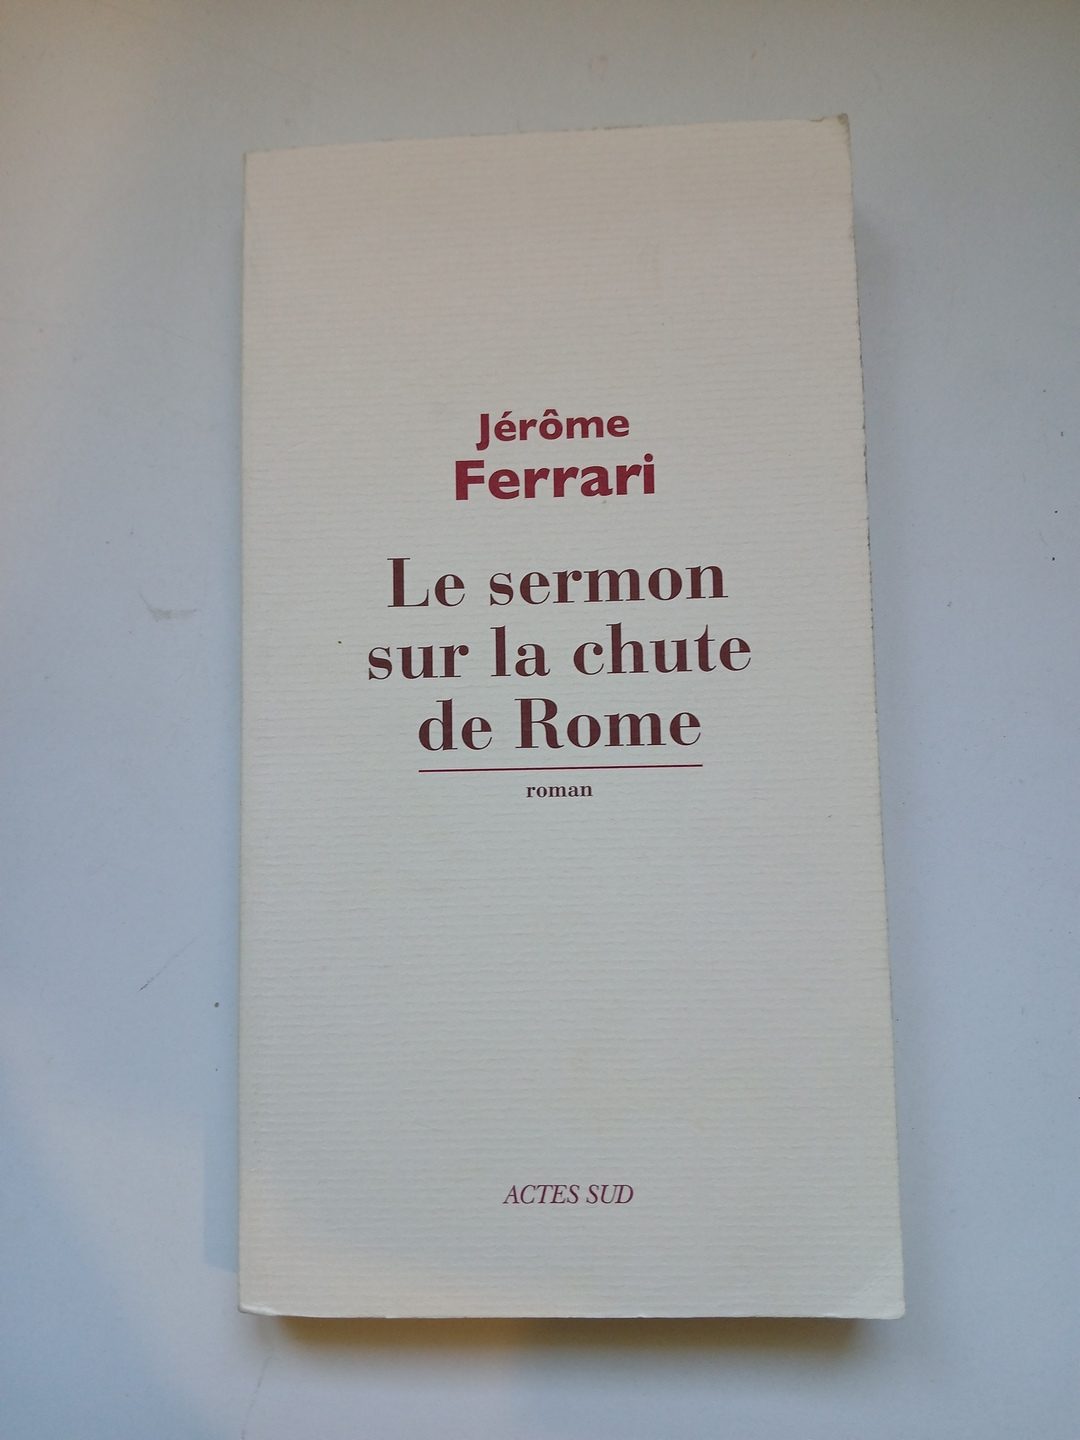 Jérôme
Ferrari
Le sermon
sur la chute
de Rome
roman
ACTES SUD